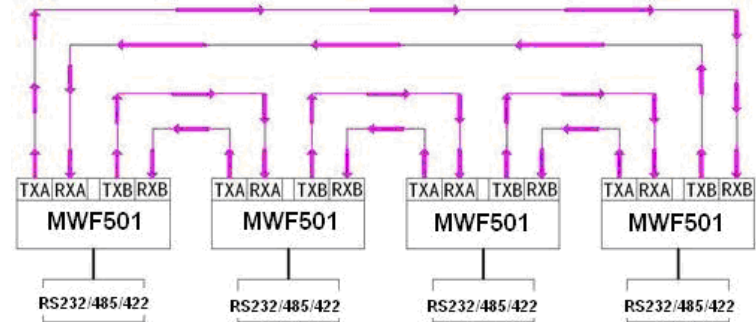 TXA RXA TXB RXB TXA RXA TXB RXB TXA RXA TXB RXB TXA RXA TXB RXB
MWF501 MWF501 MWF501 MWF501
RS232/485/422 RS232/485/422 RS232/485/422 RS232/485/422